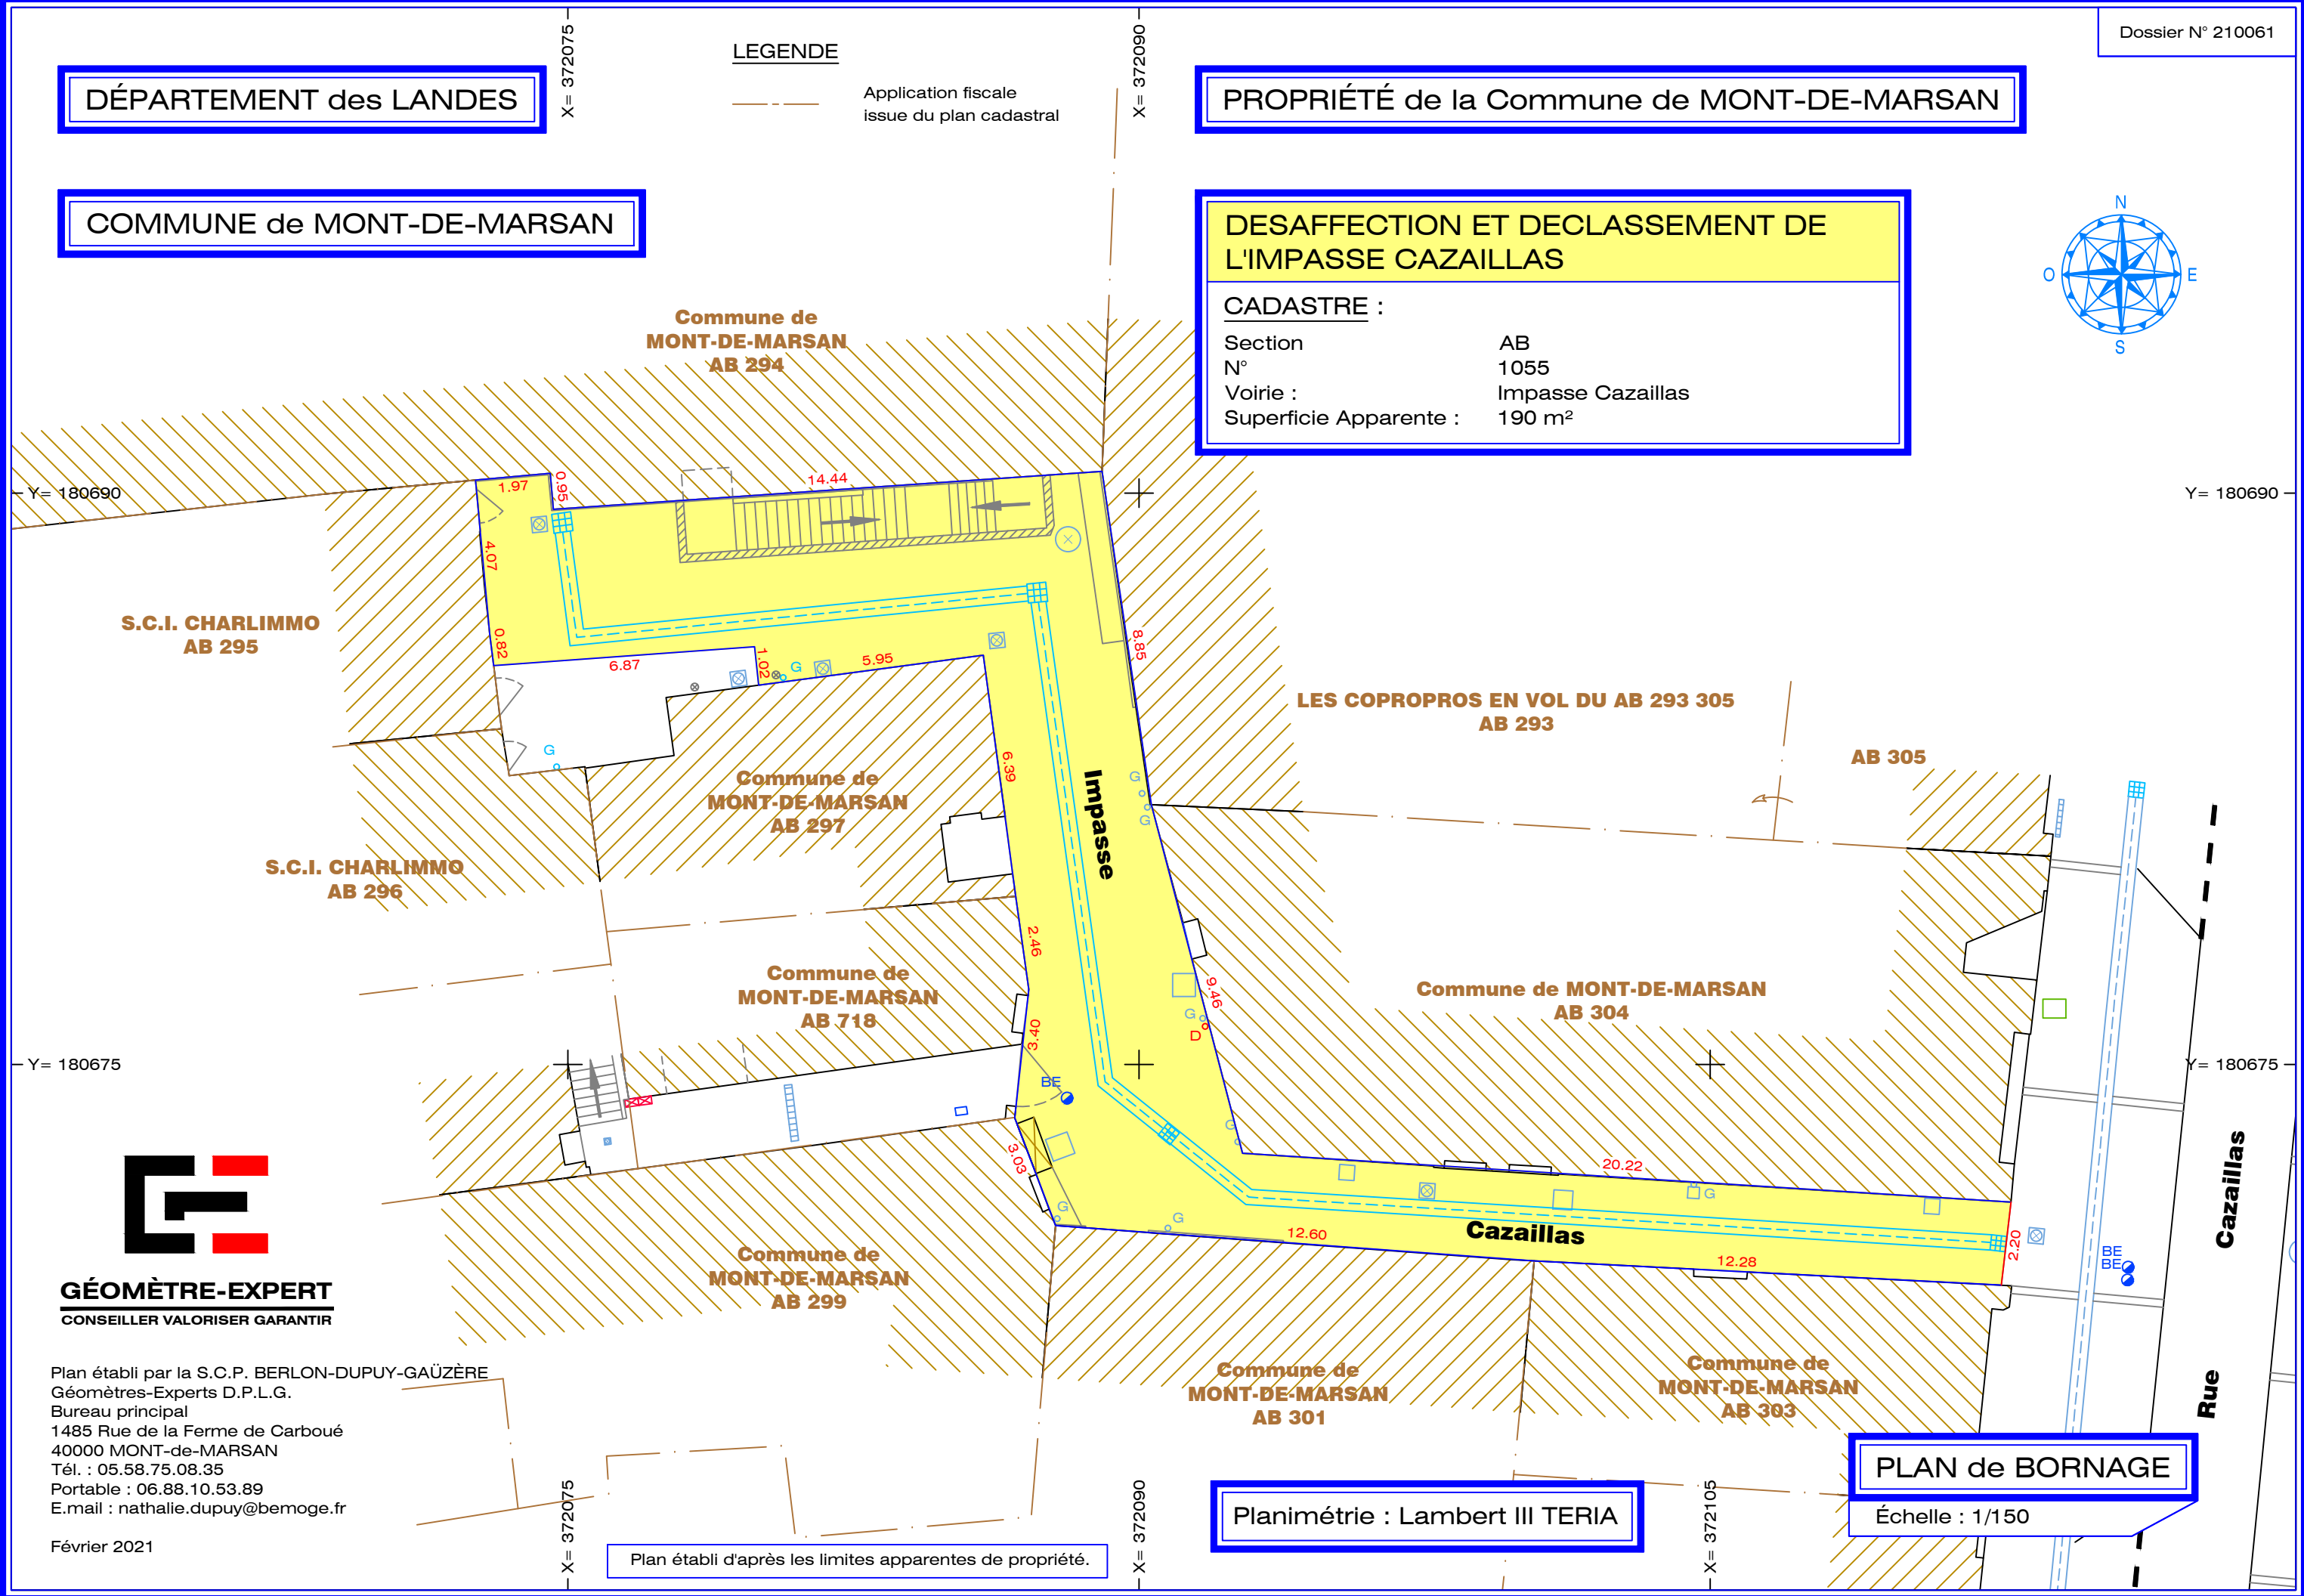 Dossier N° 210061
X= 372075
LEGENDE
Application fiscale
issue du plan cadastral
X= 372090
DÉPARTEMENT des LANDES
PROPRIÉTÉ de la Commune de MONT-DE-MARSAN
COMMUNE de MONT-DE-MARSAN
DESAFFECTION ET DECLASSEMENT DE
L'IMPASSE CAZAILLAS
CADASTRE :
Section AB
N° 1055
Voirie : Impasse Cazaillas
Superficie Apparente : 190 m²
N
O
E
S
Commune de
MONT-DE-MARSAN
AB 294
Y= 180690
Y= 180690
1.97
0.95
14.44
4.07
0.82
6.87
1.02
G
5.95
8.85
S.C.I. CHARLIMMO
AB 295
LES COPROPROS EN VOL DU AB 293 305
AB 293
AB 305
G
6.39
Impasse
G
G
Commune de
MONT-DE-MARSAN
AB 297
S.C.I. CHARLIMMO
AB 296
2.46
9.46
Commune de
MONT-DE-MARSAN
AB 718
Commune de MONT-DE-MARSAN
AB 304
G
D
3.40
Y= 180675
Y= 180675
BE
G
3.03
20.22
G
G
G
12.60
Cazaillas
12.28
2.20
BE
BE
Cazaillas
Rue
GÉOMÈTRE-EXPERT
CONSEILLER VALORISER GARANTIR
Commune de
MONT-DE-MARSAN
AB 299
Commune de
MONT-DE-MARSAN
AB 301
Commune de
MONT-DE-MARSAN
AB 303
Plan établi par la S.C.P. BERLON-DUPUY-GAÜZÈRE
Géomètres-Experts D.P.L.G.
Bureau principal
1485 Rue de la Ferme de Carboué
40000 MONT-de-MARSAN
Tél. : 05.58.75.08.35
Portable : 06.88.10.53.89
E.mail : nathalie.dupuy@bemoge.fr
Février 2021
X= 372075
X= 372090
X= 372105
Plan établi d'après les limites apparentes de propriété.
Planimétrie : Lambert III TERIA
PLAN de BORNAGE
Échelle : 1/150